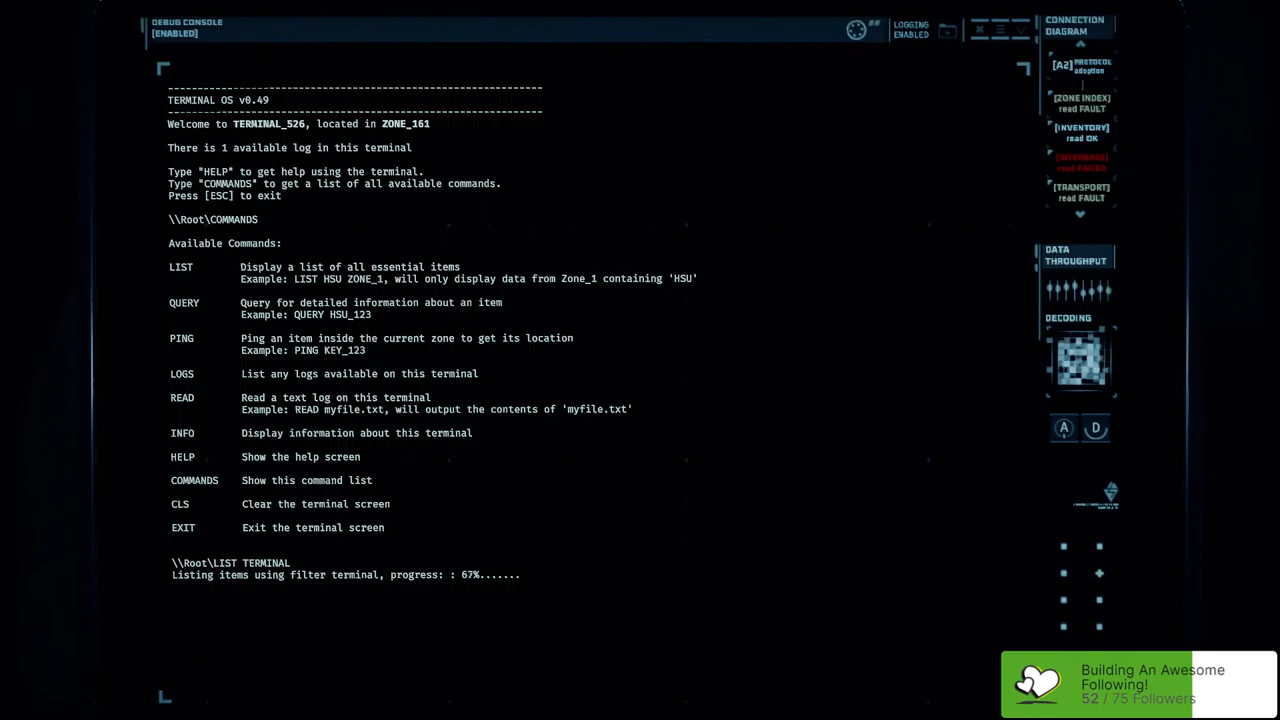 DEBUG CONSOLE
[ENABLED]
LOGGING
ENABLED
------------------------------------------------------------------
TERMINAL OS v0.49
------------------------------------------------------------------
Welcome to TERMINAL_526, located in ZONE_161
There is 1 available log in this terminal
Type "HELP" to get help using the terminal.
Type "COMMANDS" to get a list of all available commands.
Press [ESC] to exit
\\Root\COMMANDS
Available Commands:
LIST Display a list of all essential items
Example: LIST HSU ZONE_1, will only display data from Zone_1 containing 'HSU'
QUERY Query for detailed information about an item
Example: QUERY HSU_123
PING Ping an item inside the current zone to get its location
Example: PING KEY_123
LOGS List any logs available on this terminal
READ Read a text log on this terminal
Example: READ myfile.txt, will output the contents of 'myfile.txt'
INFO Display information about this terminal
HELP Show the help screen
COMMANDS Show this command list
CLS Clear the terminal screen
EXIT Exit the terminal screen
\\Root\LIST TERMINAL
Listing items using filter terminal, progress: : 67%.......
CONNECTION
DIAGRAM
[A2] PROTOCOL
adoption
[ZONE INDEX]
read FAULT
[INVENTORY]
read OK
[INTERBASE]
read FAILED
[TRANSPORT]
read FAULT
DATA
THROUGHPUT
DECODING
A D
Building An Awesome
Following!
52 / 75 Followers